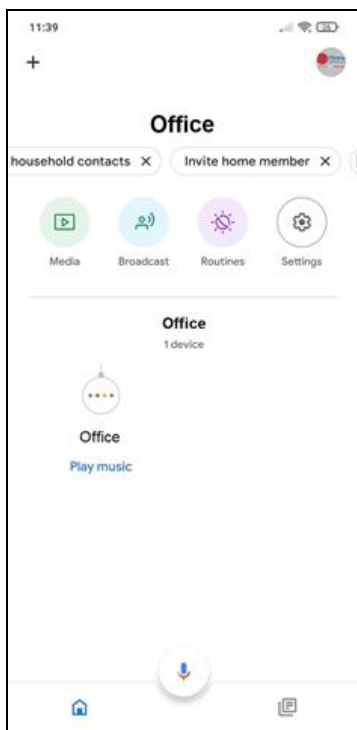 11:39
Office
household contacts
Invite home member
Media
Broadcast
Routines
Settings
Office
1 device
Office
Play music